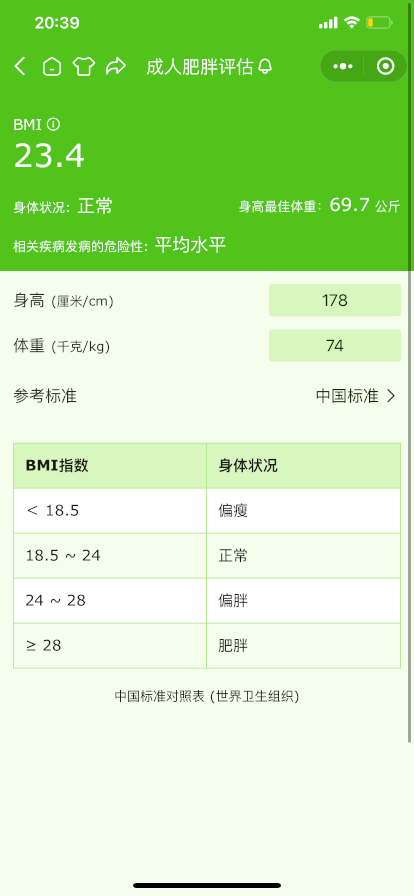 20:39
成人肥胖评估
BMI
23.4
身体状况: 正常 身高最佳体重: 69.7 公斤
相关疾病发病的危险性: 平均水平
身高 (厘米/cm) 178
体重 (千克/kg) 74
参考标准 中国标准
BMI指数 身体状况
< 18.5 偏瘦
18.5 ~ 24 正常
24 ~ 28 偏胖
≥ 28 肥胖
中国标准对照表 (世界卫生组织)